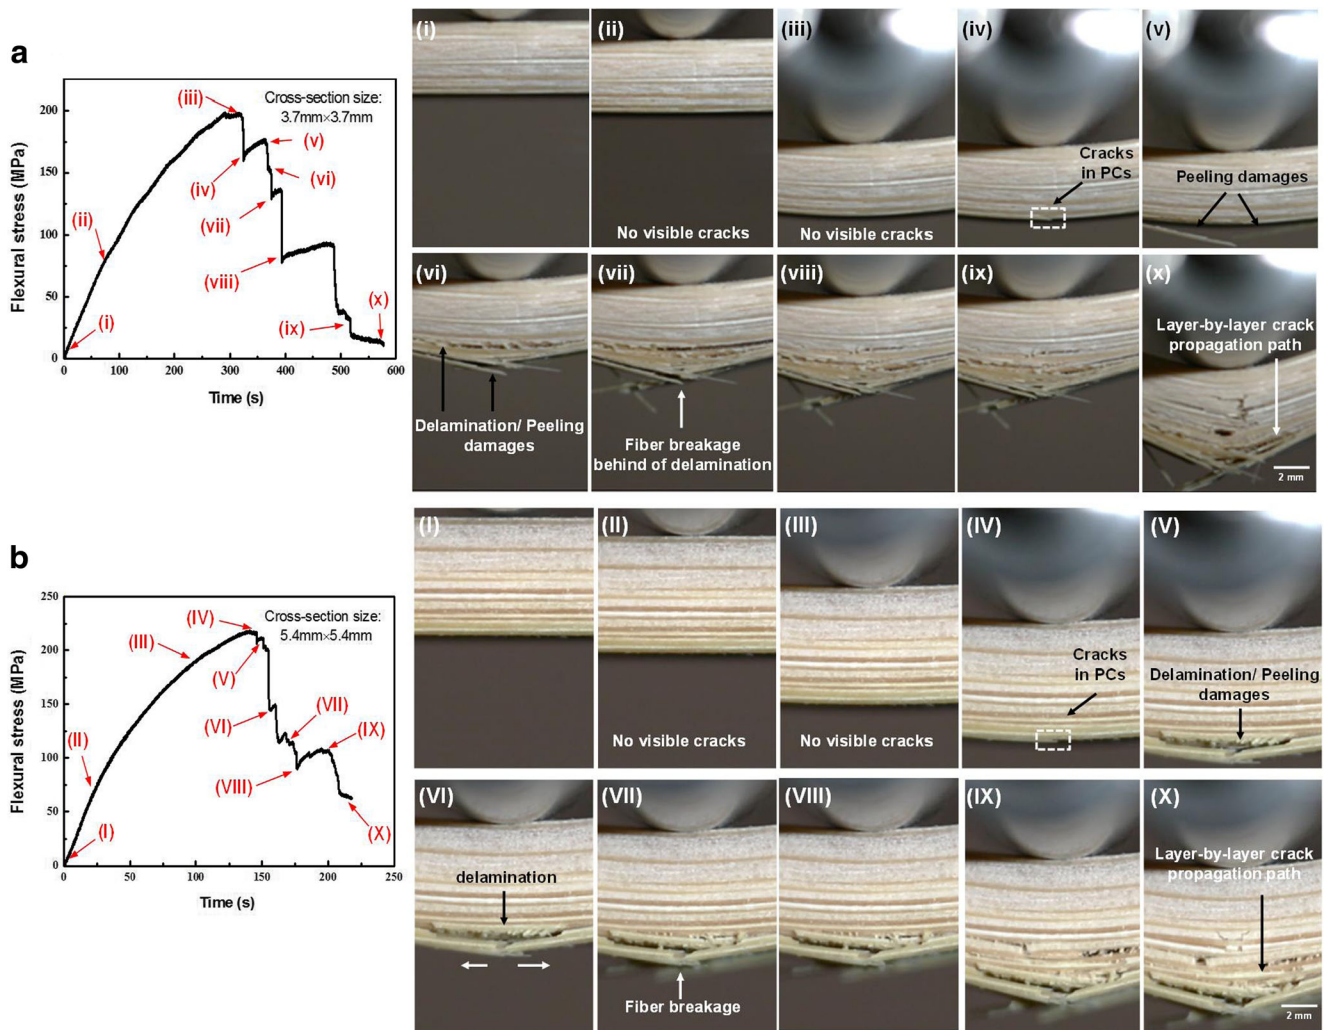 a
Cross-section size:
3.7mm×3.7mm
Flexural stress (MPa)
200
150
100
50
0
0 100 200 300 400 500 600
Time (s)
(i)
(ii)
(iii)
(iv)
(v)
(vi)
(vii)
(viii)
(ix)
(x)
(i)
(ii)
No visible cracks
(iii)
No visible cracks
(iv)
Cracks
in PCs
(v)
Peeling damages
(vi)
Delamination/ Peeling
damages
(vii)
Fiber breakage
behind of delamination
(viii)
(ix)
(x)
Layer-by-layer crack
propagation path
2 mm
b
Cross-section size:
5.4mm×5.4mm
Flexural stress (MPa)
250
200
150
100
50
0
0 50 100 150 200 250
Time (s)
(I)
(II)
(III)
(IV)
(V)
(VI)
(VII)
(VIII)
(IX)
(X)
(I)
(II)
No visible cracks
(III)
No visible cracks
(IV)
Cracks
in PCs
(V)
Delamination/ Peeling
damages
(VI)
delamination
(VII)
Fiber breakage
(VIII)
(IX)
(X)
Layer-by-layer crack
propagation path
2 mm